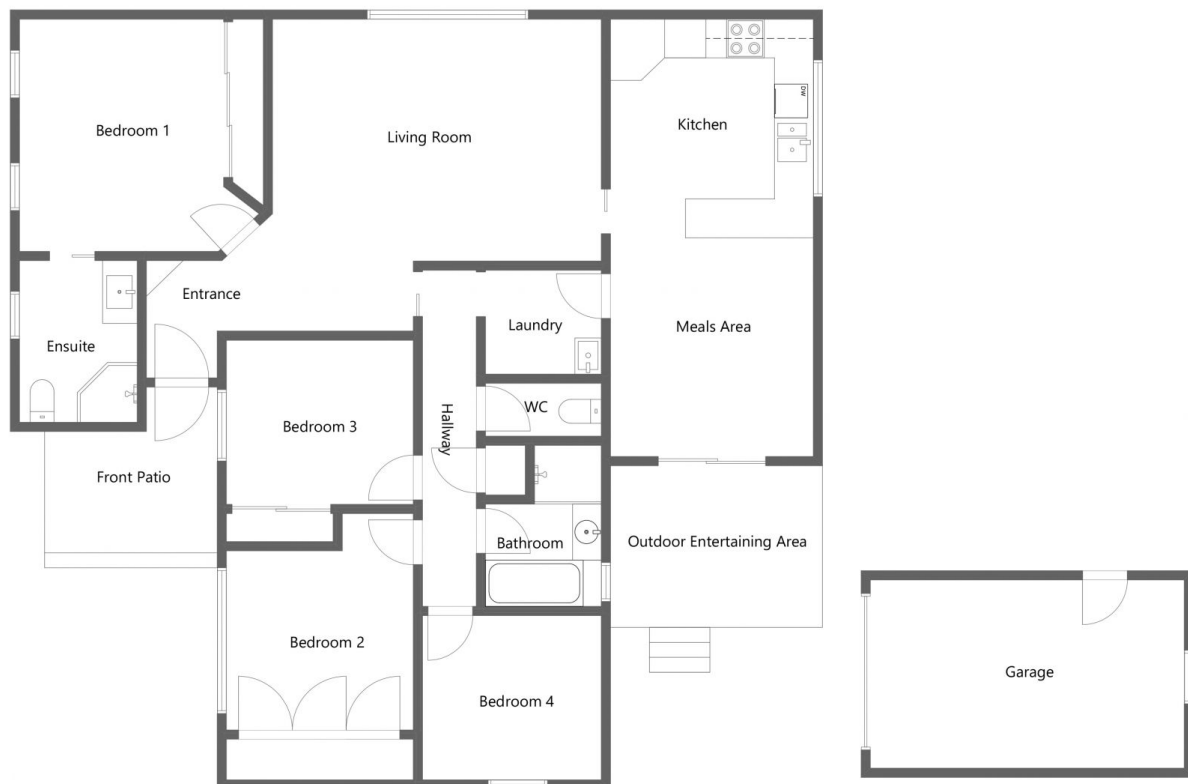 Bedroom 1
Living Room
Kitchen
DW
Entrance
Ensuite
Laundry
Meals Area
WC
Hallway
Bedroom 3
Front Patio
Bathroom
Outdoor Entertaining Area
Bedroom 2
Bedroom 4
Garage